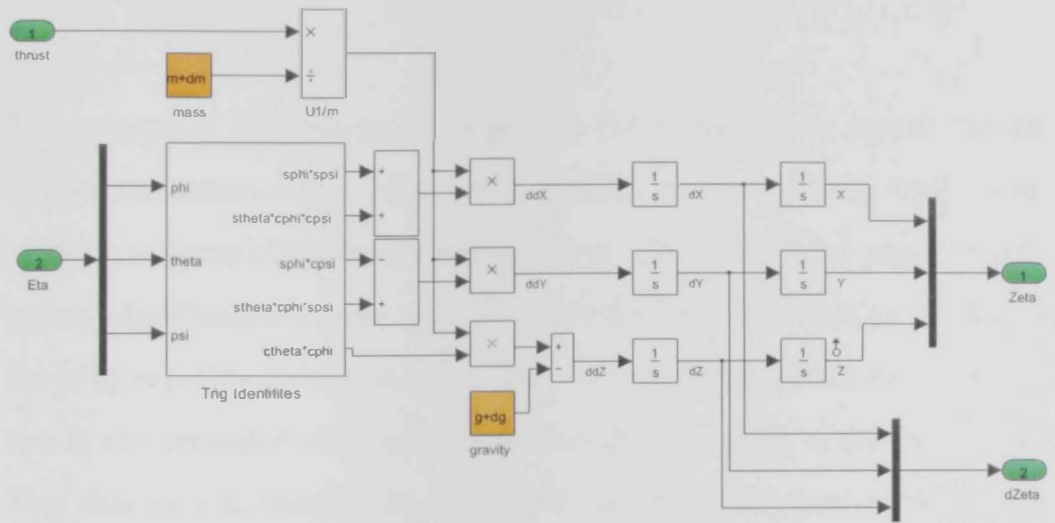 1
thrust
m+dm
mass
×
÷
U1/m
2
Eta
phi
theta
psi
sphi*spsi
stheta*cphi*cpsi
sphi*cpsi
stheta*cphi*spsi
ctheta*cphi
Trig Identities
+
+
-
+
×
ddX
×
ddY
×
+
−
ddZ
g+dg
gravity
1
s
dX
1
s
dY
1
s
dZ
1
s
X
1
s
Y
1
s
Z
1
Zeta
2
dZeta